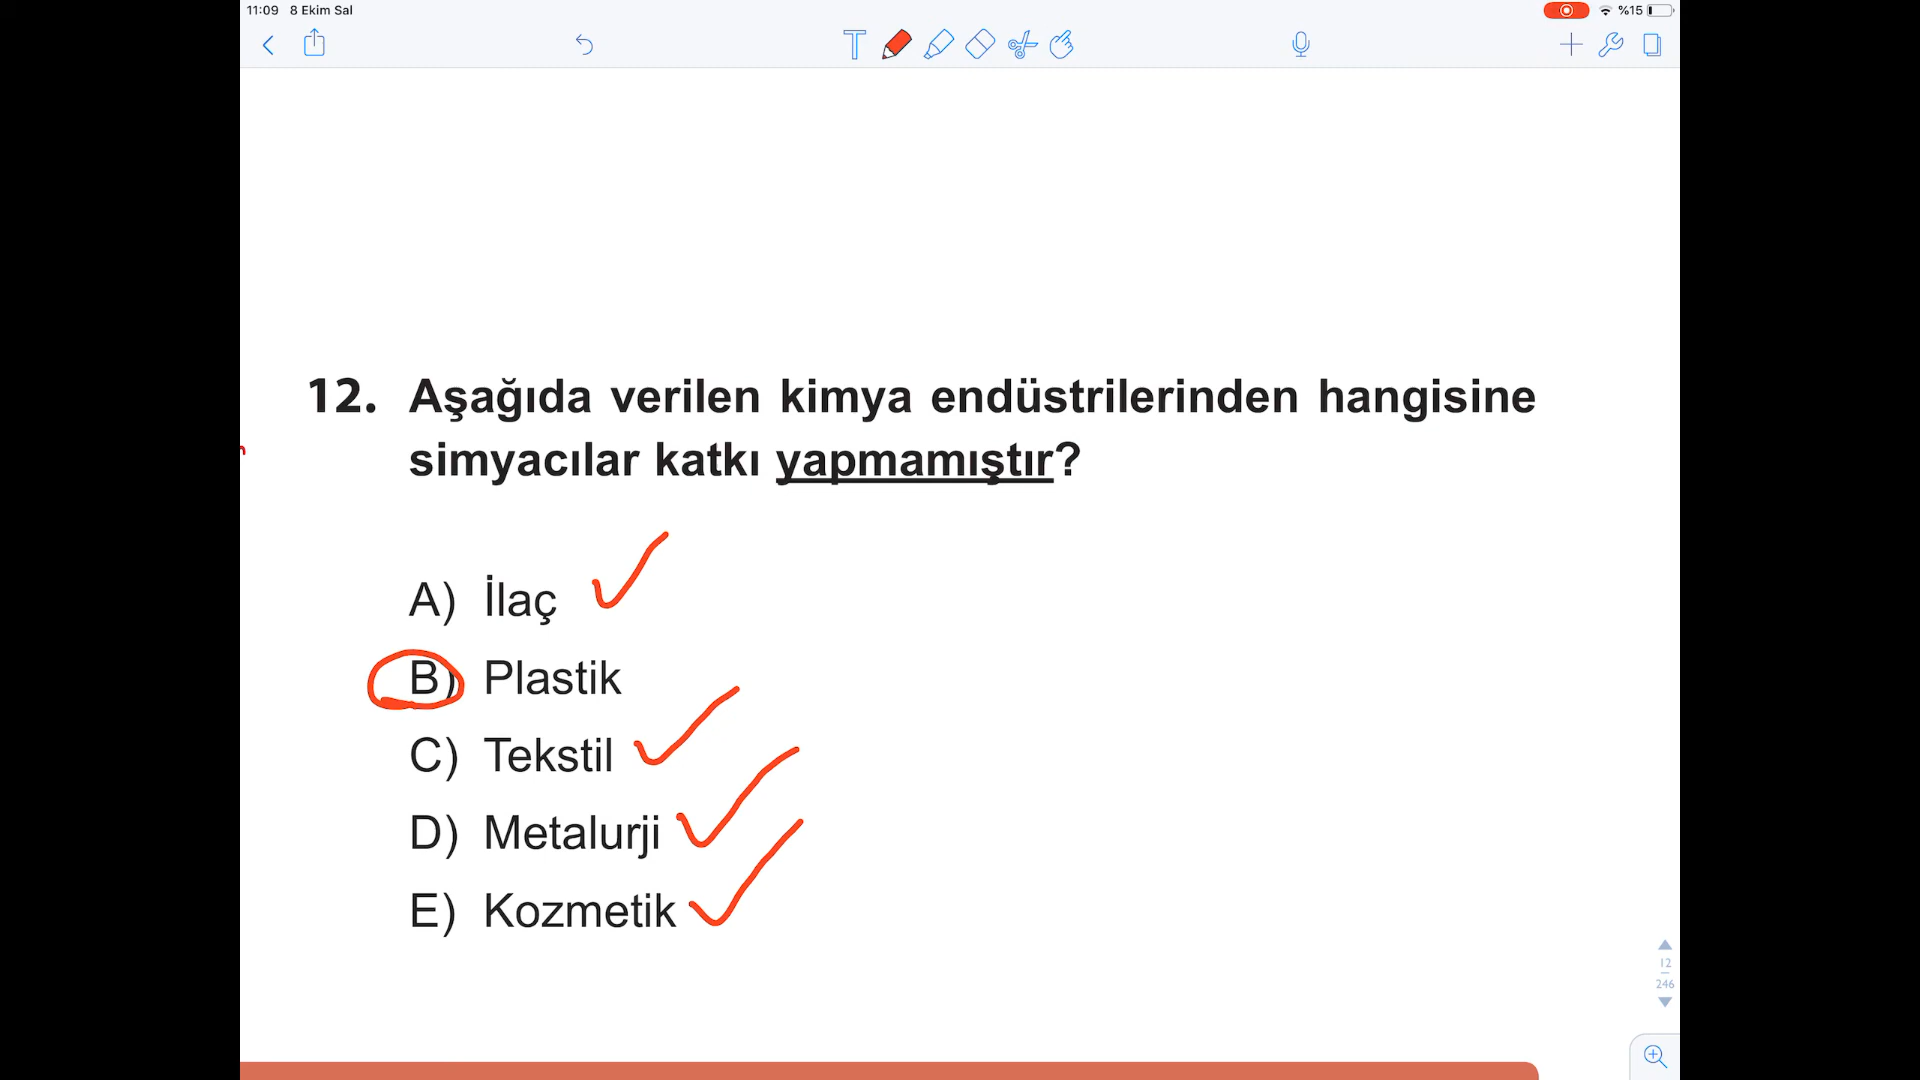 11:09 8 Ekim Sal
%15
T
12. Aşağıda verilen kimya endüstrilerinden hangisine
simyacılar katkı yapmamıştır?
A) İlaç
B) Plastik
C) Tekstil
D) Metalurji
E) Kozmetik
12
246